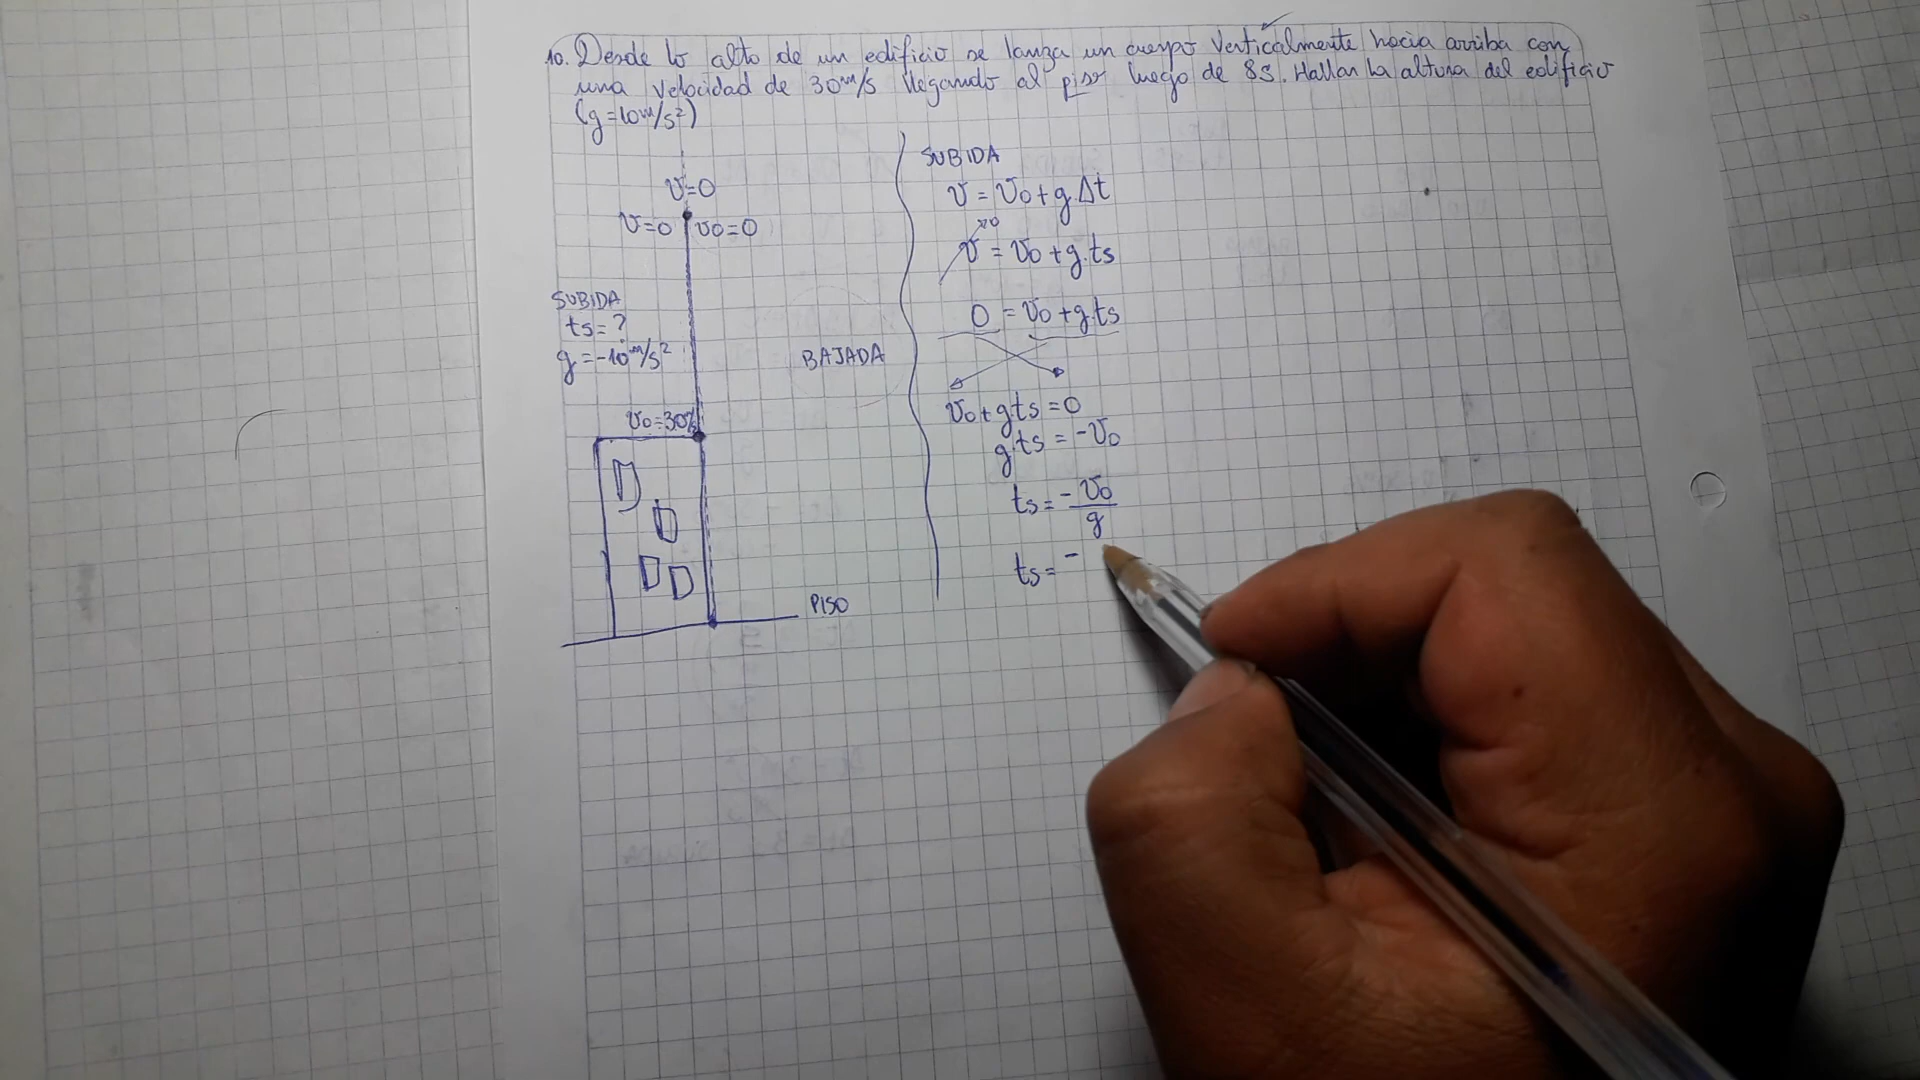 10. Desde lo alto de un edificio se lanza un cuerpo verticalmente hacia arriba con
una velocidad de 30m/s llegando al piso luego de 8s. Hallar la altura del edificio
(g=10m/s²)
V=0
V=0 V0=0
SUBIDA
ts=?
g=-10m/s²
BAJADA
V0=30
PISO
SUBIDA
V=V0+g.Δt
V=V0+g.ts
0=V0+g.ts
V0+g.ts=0
g.ts=-V0
ts=-V0/g
ts=-